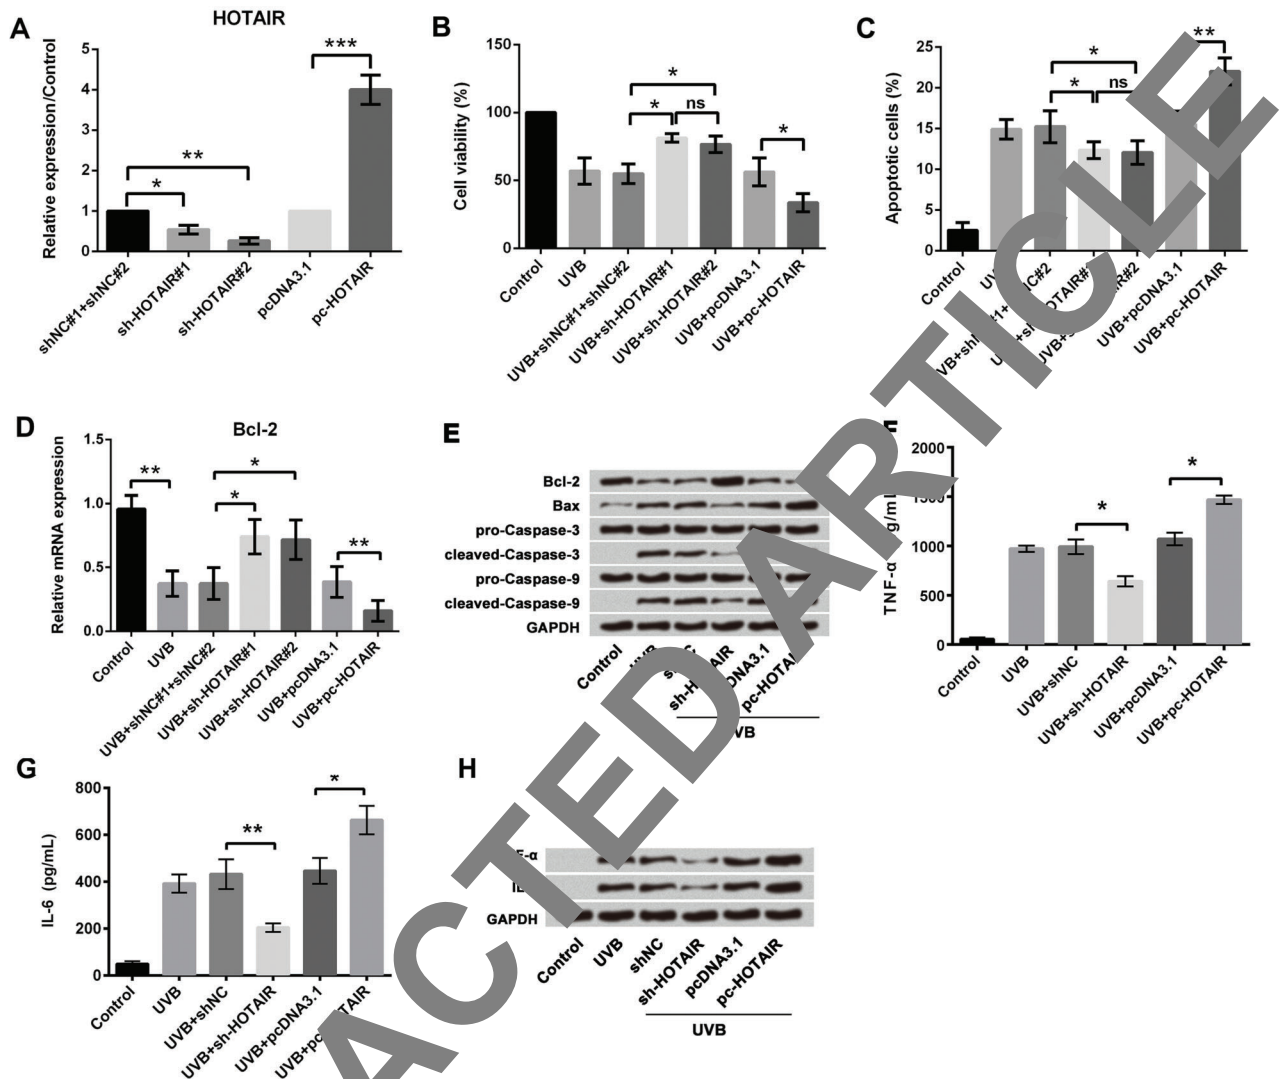 A
HOTAIR
Relative expression/Control
5
4
3
2
1
0
*
**
***
shNC#1+shNC#2
sh-HOTAIR#1
sh-HOTAIR#2
pcDNA3.1
pc-HOTAIR
B
Cell viability (%)
150
100
50
0
*
*
ns
*
Control
UVB
UVB+shNC#1+shNC#2
UVB+sh-HOTAIR#1
UVB+sh-HOTAIR#2
UVB+pcDNA3.1
UVB+pc-HOTAIR
C
Apoptotic cells (%)
25
20
15
10
5
0
*
*
ns
**
Control
UVB+pcDNA3.1
UVB+pc-HOTAIR
D
Bcl-2
Relative mRNA expression
1.5
1.0
0.5
0.0
**
*
*
**
Control
UVB
UVB+shNC#1+shNC#2
UVB+sh-HOTAIR#1
UVB+sh-HOTAIR#2
UVB+pcDNA3.1
UVB+pc-HOTAIR
E
Bcl-2
Bax
pro-Caspase-3
cleaved-Caspase-3
pro-Caspase-9
cleaved-Caspase-9
GAPDH
Control
TNF-α
2000
1000
500
0
*
*
Control
UVB
UVB+shNC
UVB+sh-HOTAIR
UVB+pcDNA3.1
UVB+pc-HOTAIR
G
IL-6 (pg/mL)
800
600
400
200
0
**
*
Control
UVB
UVB+shNC
UVB+sh-HOTAIR
UVB+pcDNA3.1
H
GAPDH
Control
UVB
shNC
sh-HOTAIR
pcDNA3.1
pc-HOTAIR
UVB
ACTED ARTICLE